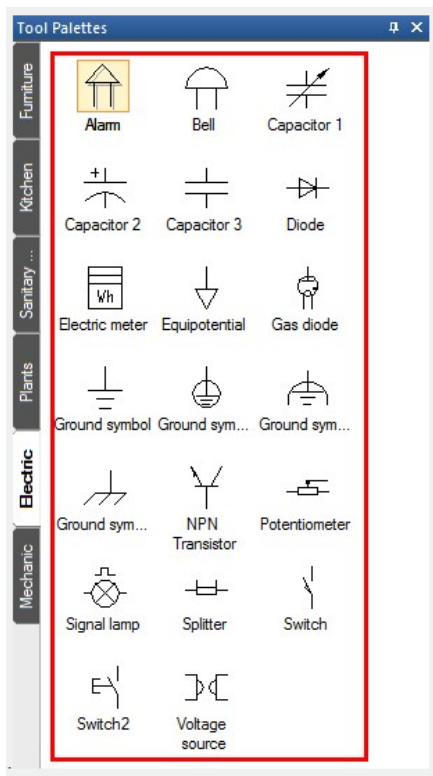 Tool Palettes
Furniture
Kitchen
Sanitary ...
Plants
Electric
Mechanic
Alarm
Bell
Capacitor 1
+
Capacitor 2
Capacitor 3
Diode
Wh
Electric meter
Equipotential
Gas diode
Ground symbol
Ground sym...
Ground sym...
Ground sym...
NPN
Transistor
Potentiometer
Signal lamp
Splitter
Switch
Switch2
Voltage
source